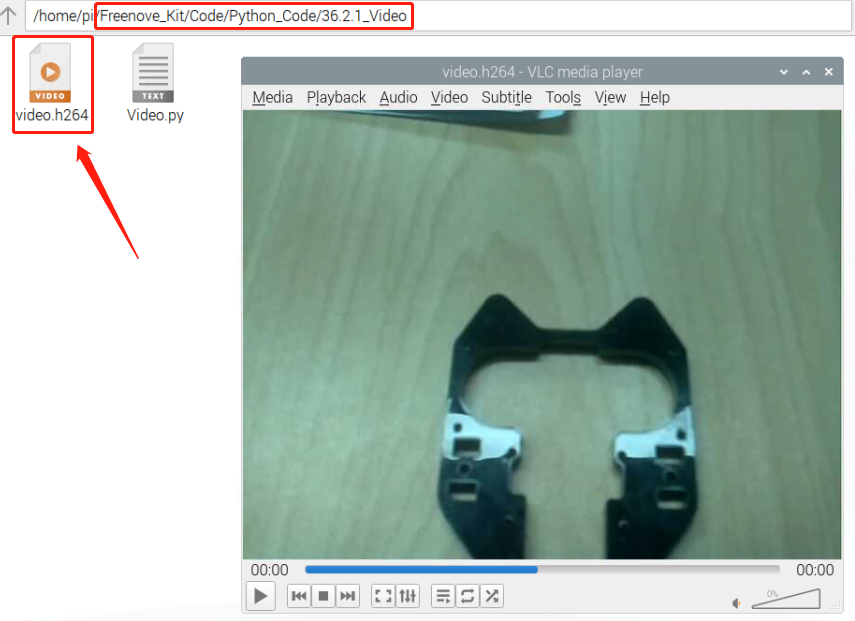 /home/pi/Freenove_Kit/Code/Python_Code/36.2.1_Video
VIDEO
video.h264
TEXT
Video.py
video.h264 - VLC media player
Media Playback Audio Video Subtitle Tools View Help
00:00
00:00
0%